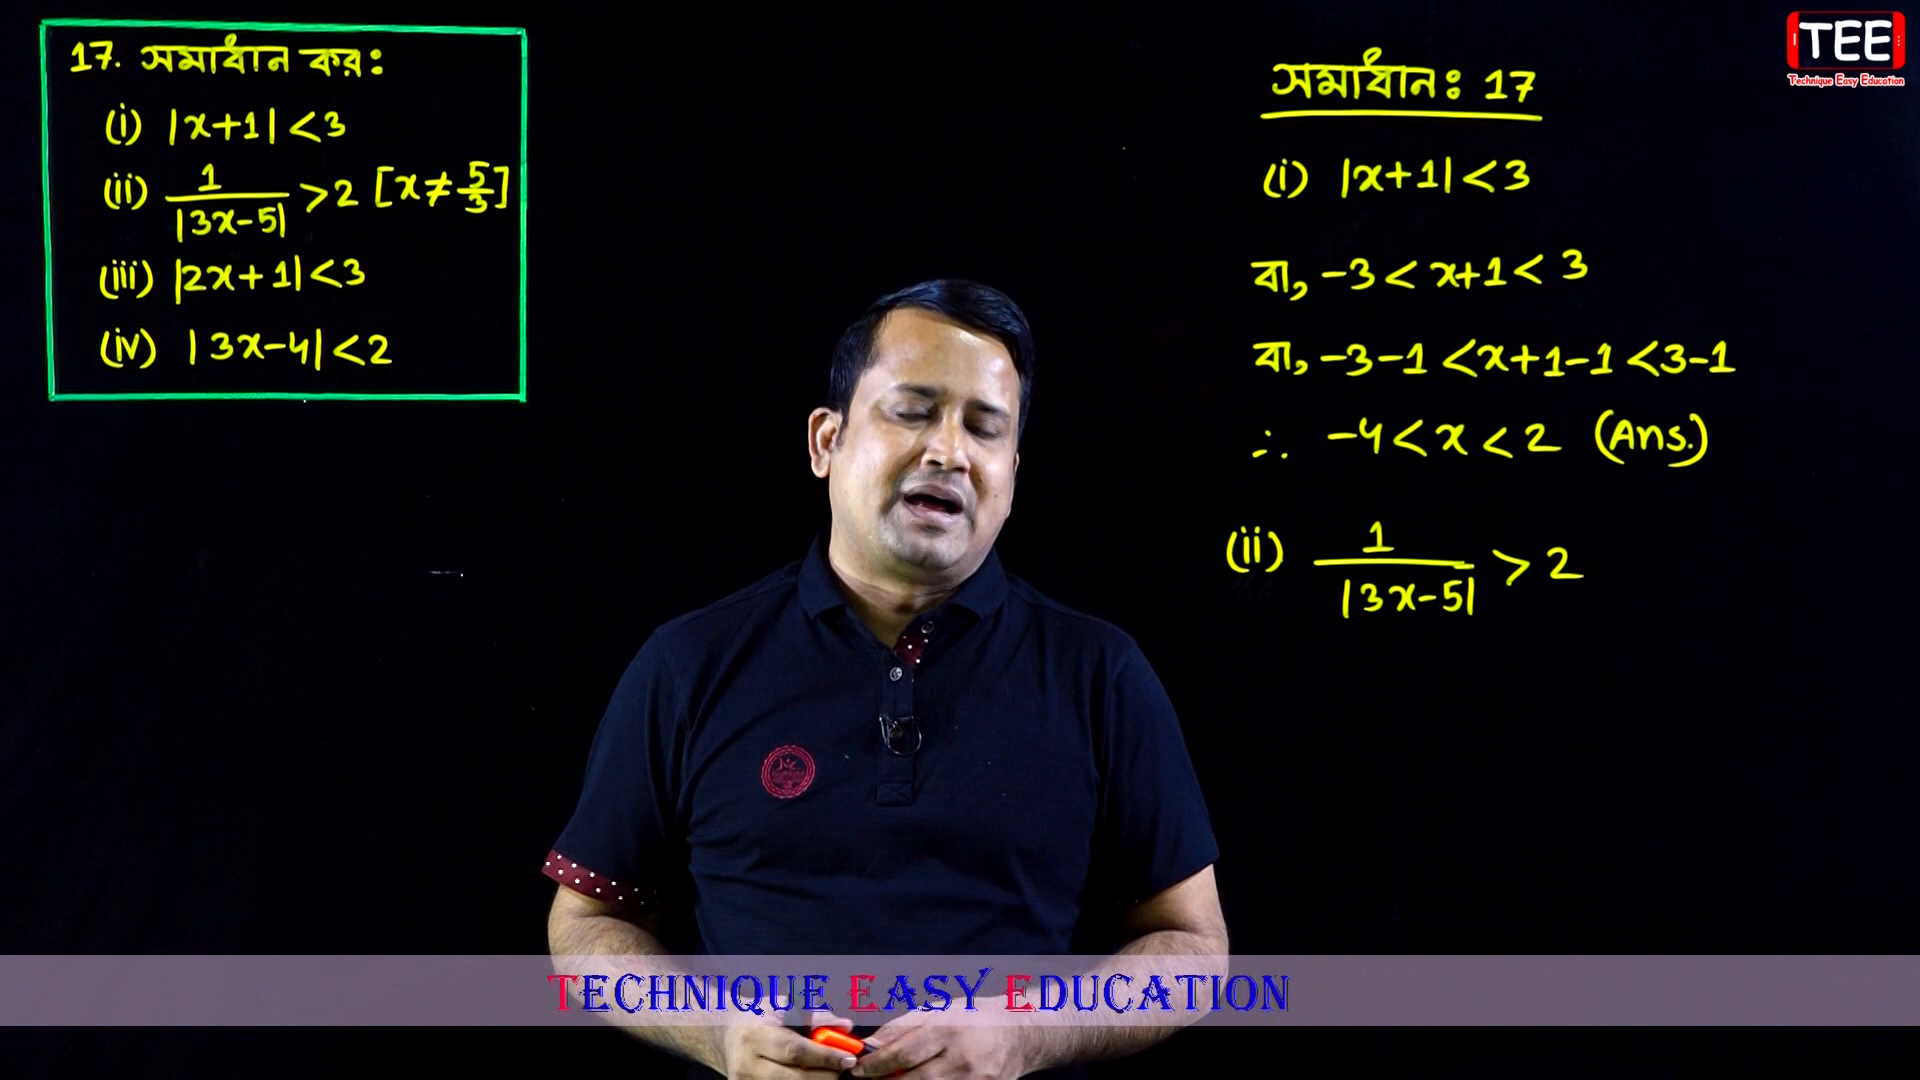 17. সমাধান কর:
(i) |x+1| < 3
(ii) 1/|3x-5| > 2 [x ≠ 5/3]
(iii) |2x+1| < 3
(iv) |3x-4| < 2
TEE
Technique Easy Education
সমাধান: 17
(i) |x+1| < 3
বা, -3 < x+1 < 3
বা, -3-1 < x+1-1 < 3-1
∴ -4 < x < 2 (Ans.)
(ii) 1/|3x-5| > 2
TECHNIQUE EASY EDUCATION